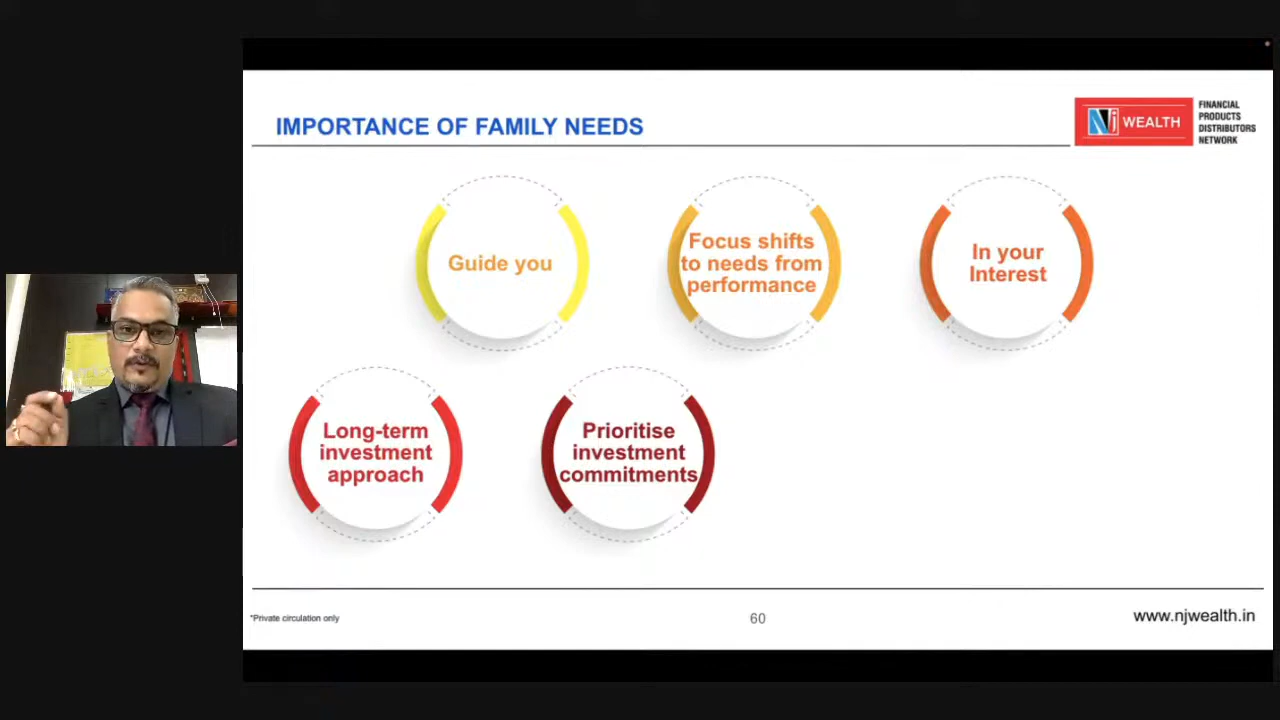 IMPORTANCE OF FAMILY NEEDS
Nj WEALTH
FINANCIAL
PRODUCTS
DISTRIBUTORS
NETWORK
Guide you
Focus shifts
to needs from
performance
In your
Interest
Long-term
investment
approach
Prioritise
investment
commitments
*Private circulation only
60
www.njwealth.in